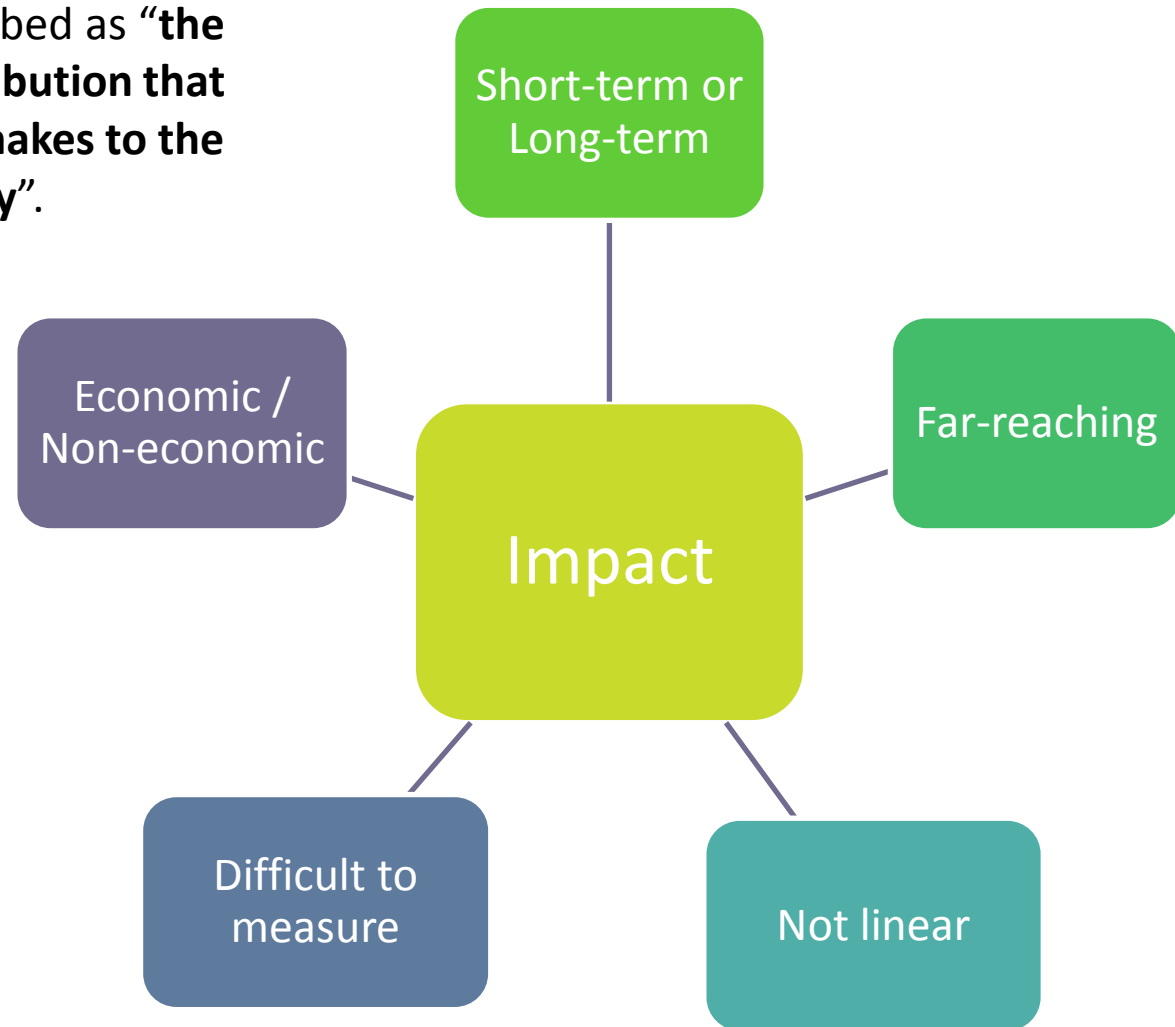 bed as “the
bution that
nakes to the
y”.
Short-term or
Long-term
Economic /
Non-economic
Far-reaching
Impact
Difficult to
measure
Not linear